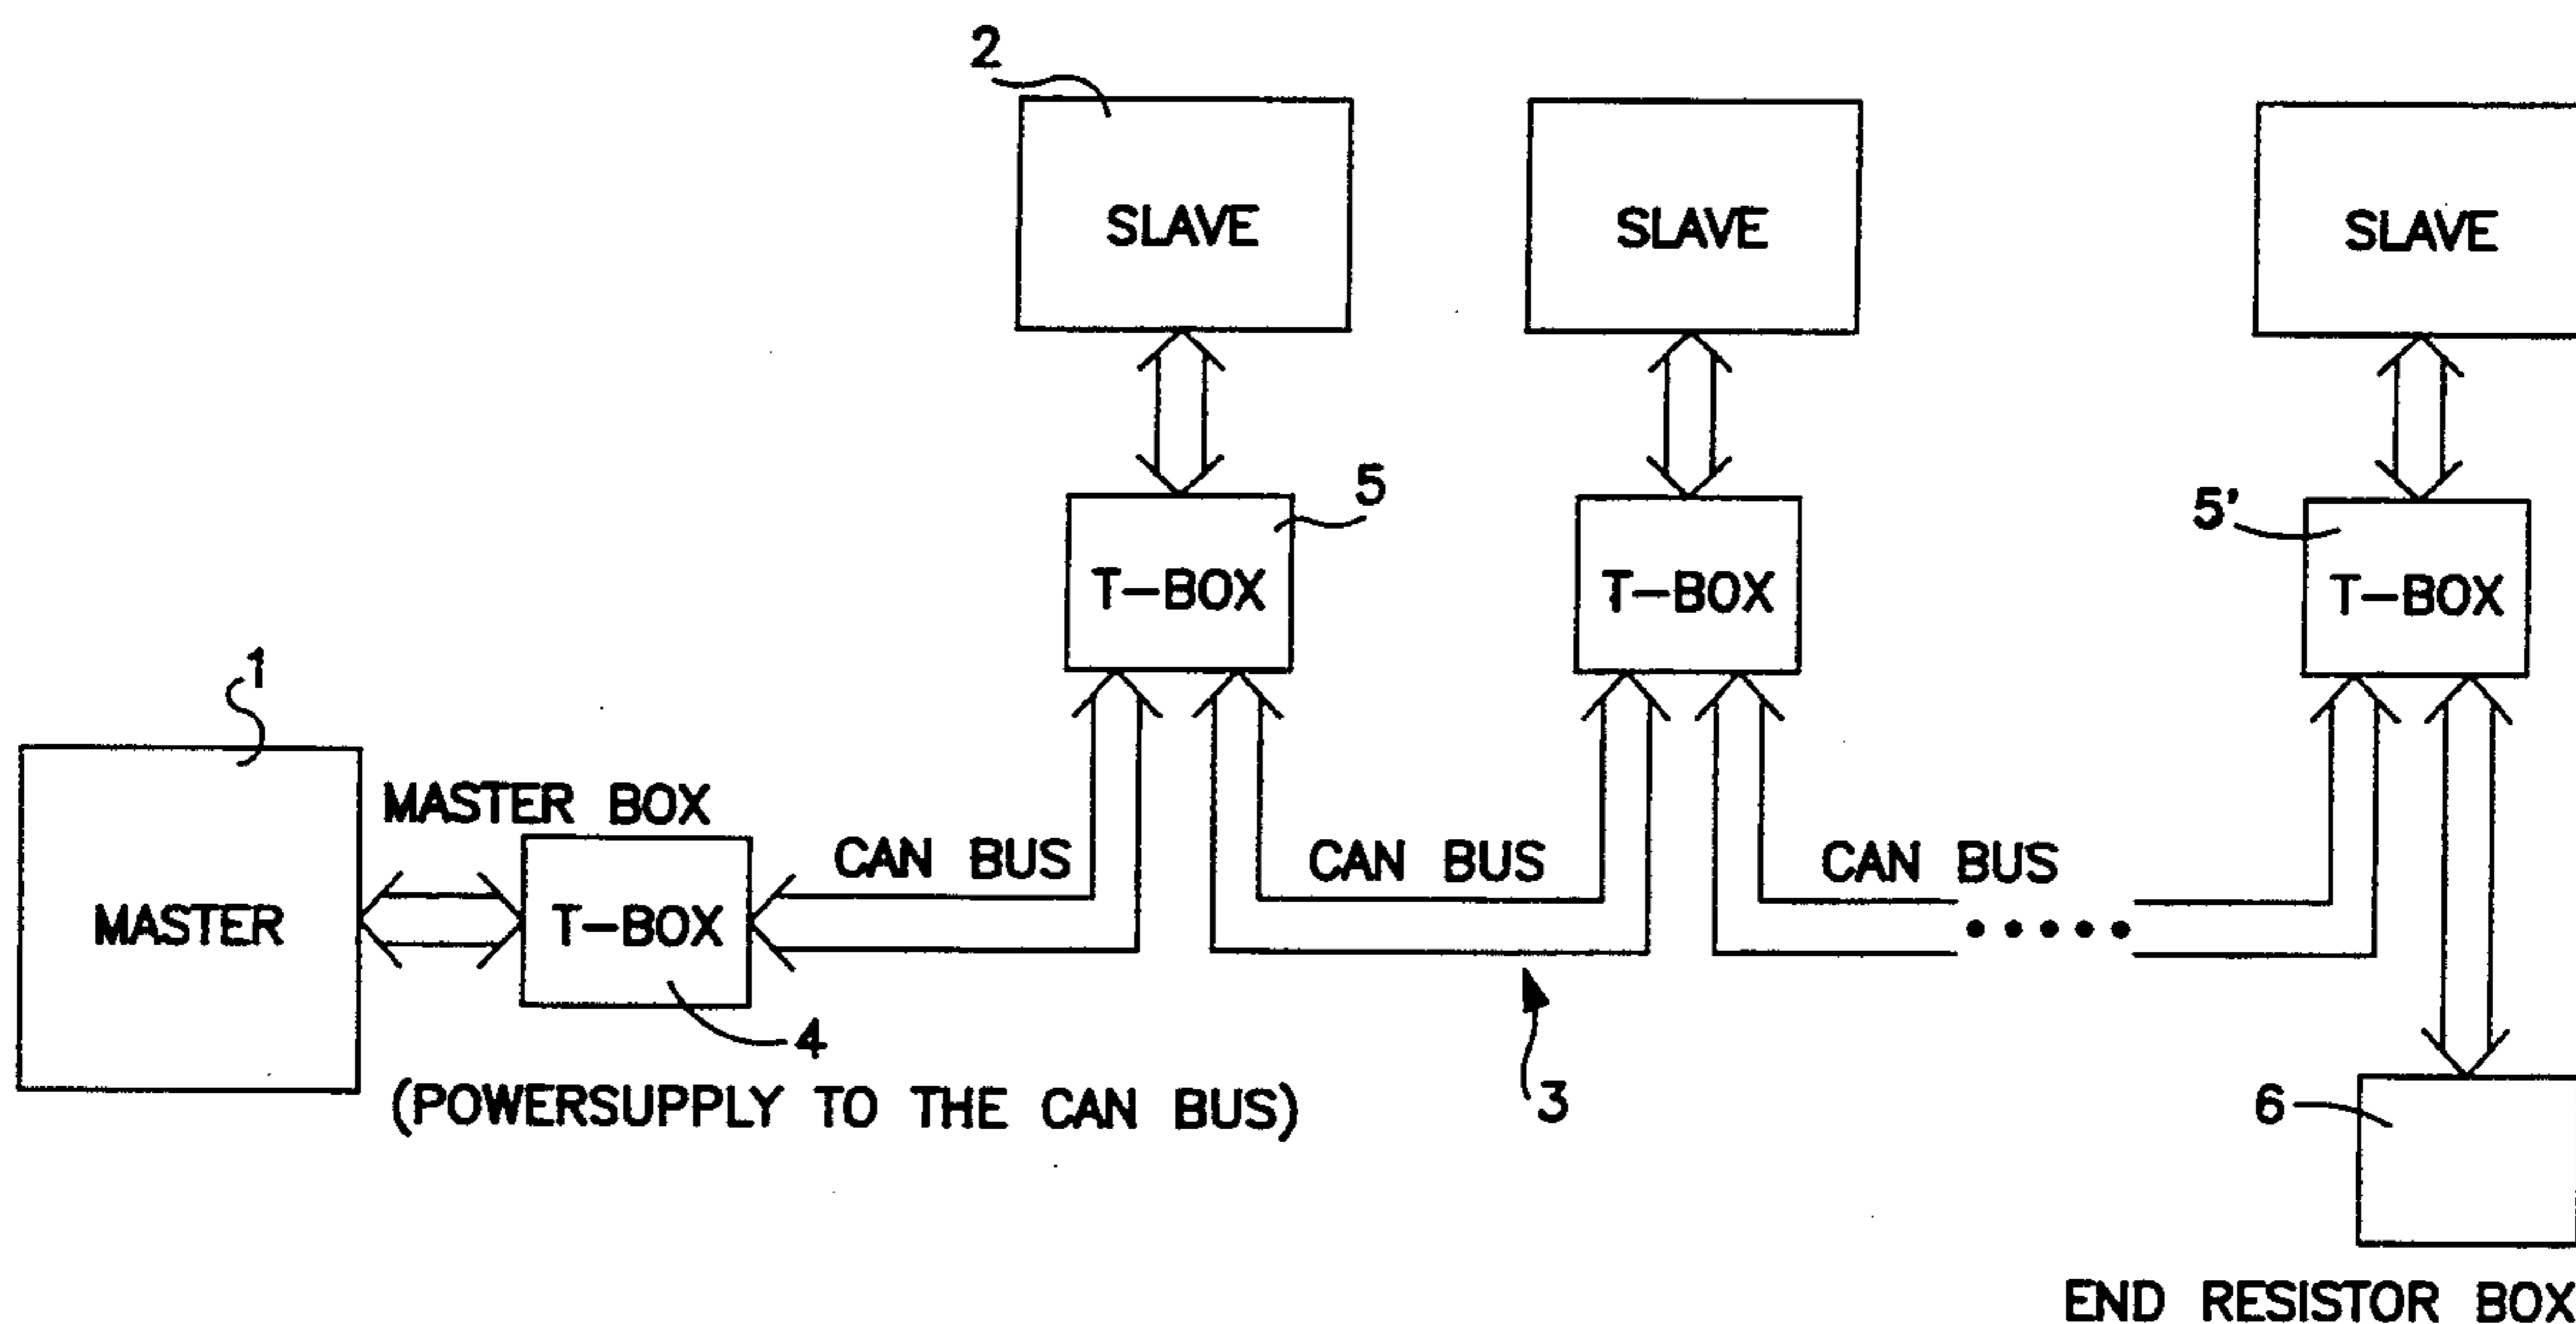 2
SLAVE
SLAVE
SLAVE
5
5'
T-BOX
T-BOX
T-BOX
1
MASTER BOX
CAN BUS
CAN BUS
CAN BUS
MASTER
T-BOX
4
(POWERSUPPLY TO THE CAN BUS)
3
6
END RESISTOR BOX